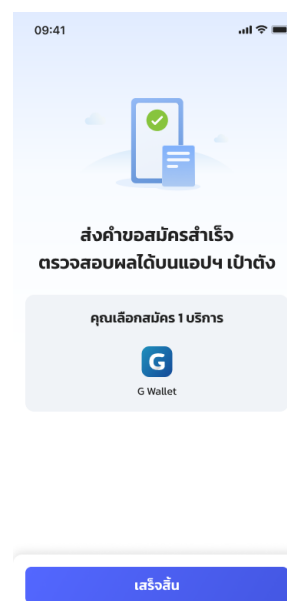 09:41
ส่งคำขอสมัครสำเร็จ
ตรวจสอบผลได้บนแอปฯ เป๋าตัง
คุณเลือกสมัคร 1 บริการ
G
G Wallet
เสร็จสิ้น